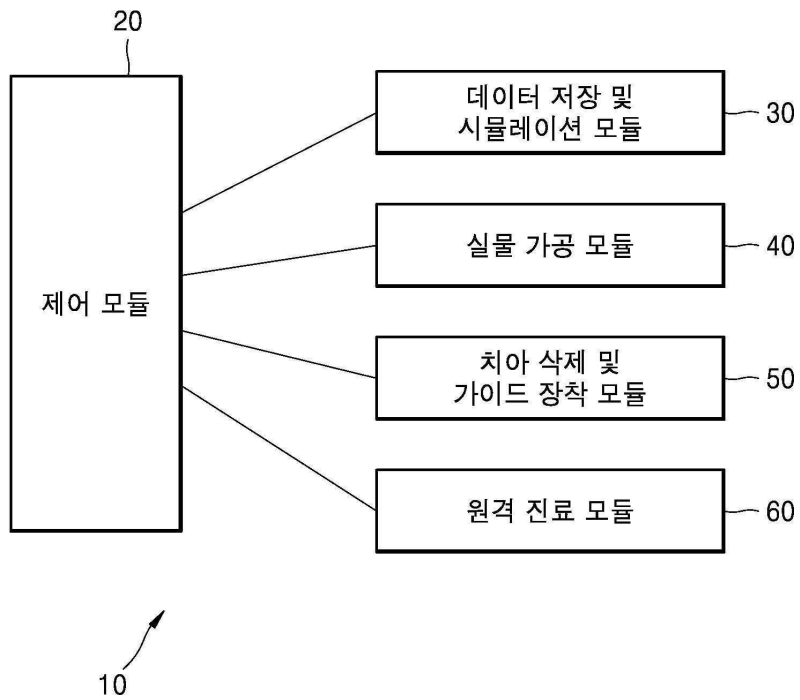 20
제어 모듈
데이터 저장 및
시뮬레이션 모듈
30
실물 가공 모듈
40
치아 삭제 및
가이드 장착 모듈
50
원격 진료 모듈
60
10